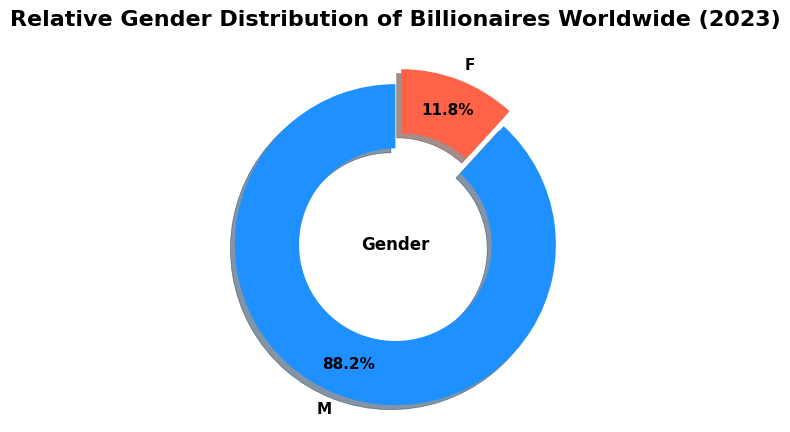 Relative Gender Distribution of Billionaires Worldwide (2023)
F
11.8%
Gender
88.2%
M